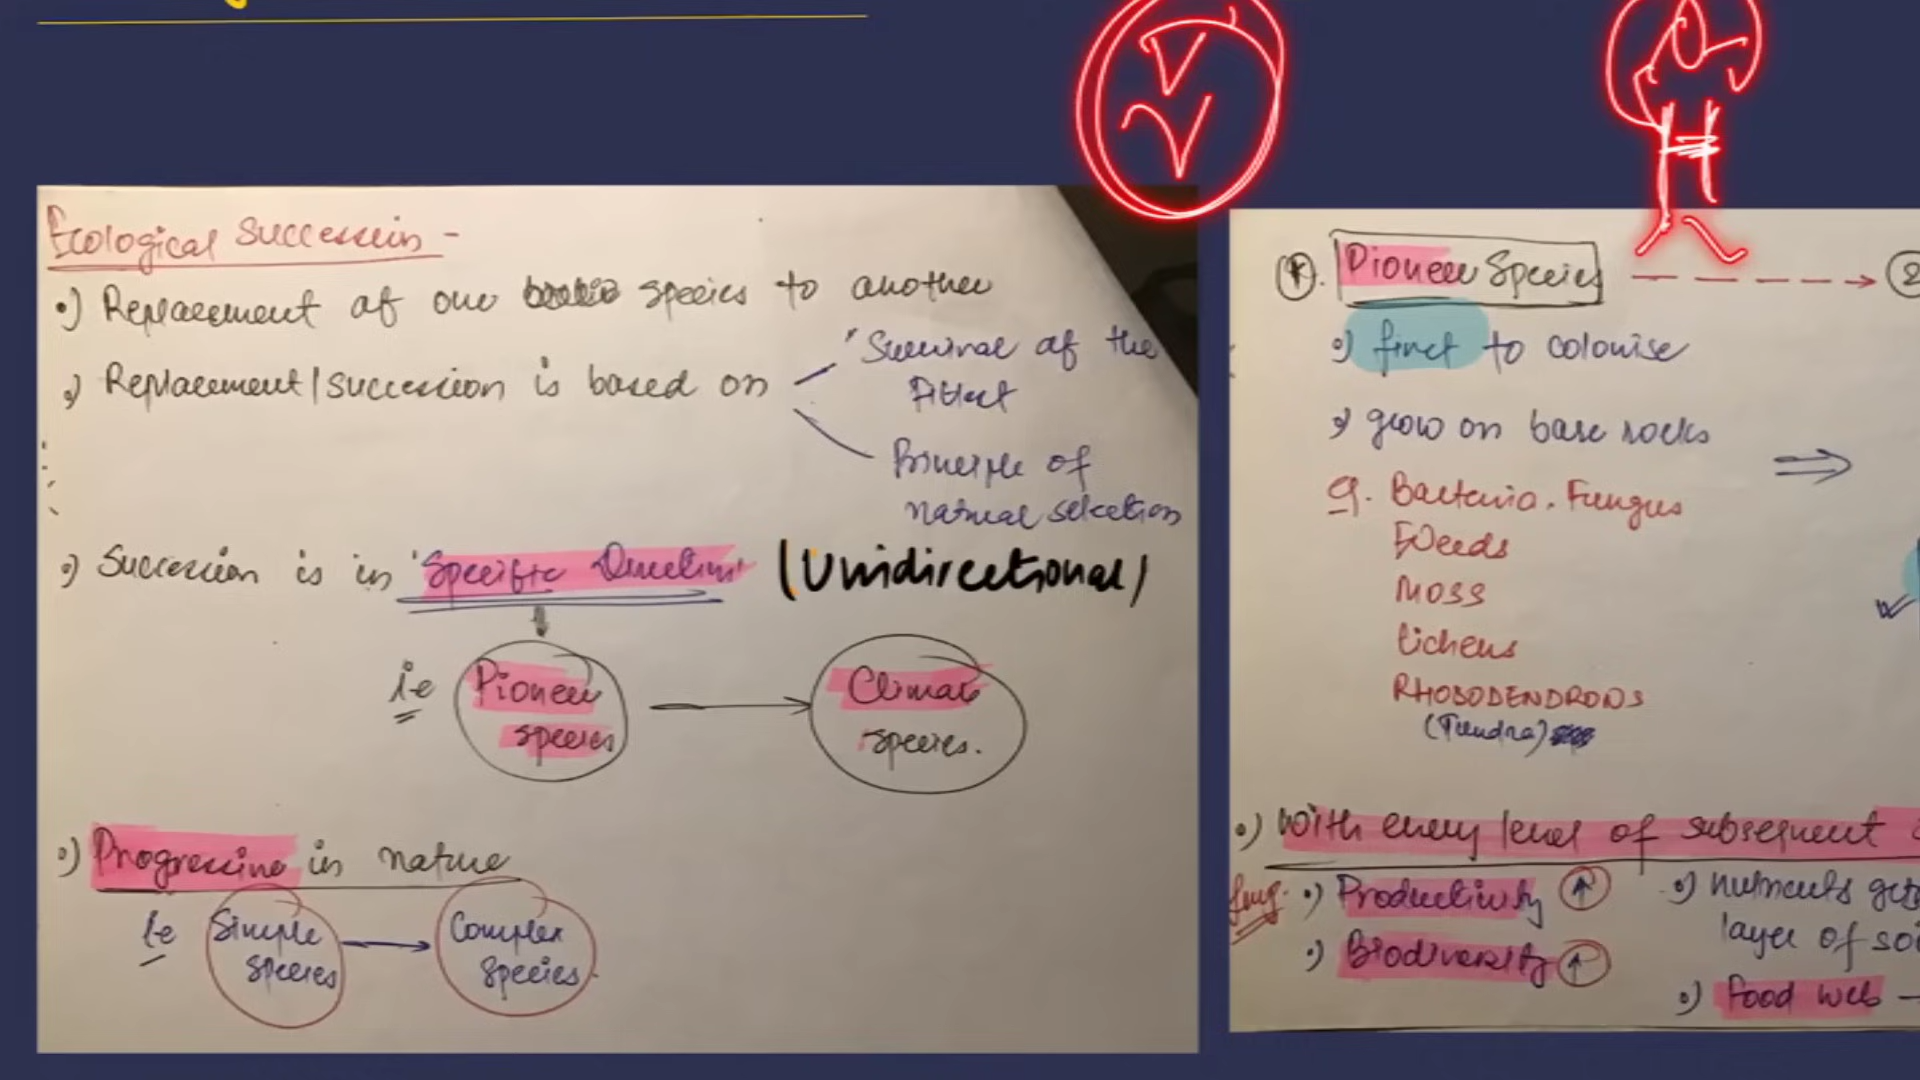 Ecological Succession -
•) Replacement of one species to another
•) Replacement/succession is based on
"Survival of the
fittest
Principle of
natural selection
•) Succession is in 'Specific Direction' (Unidirectional)
i.e Pioneer species → Climax species.
•) Progressive in nature
i.e Simple species → Complex species.
1. Pioneer Species ------> 2
•) first to colonise
•) grow on base rocks
eg. Bacteria. Fungus
Weeds
Moss
lichens
RHODODENDRONS
(Tundra)
⇒
•) With every level of subsequent
•) Productivity ↑
•) Biodiversity ↑
•) nutrients get
layer of soi
•) food web -